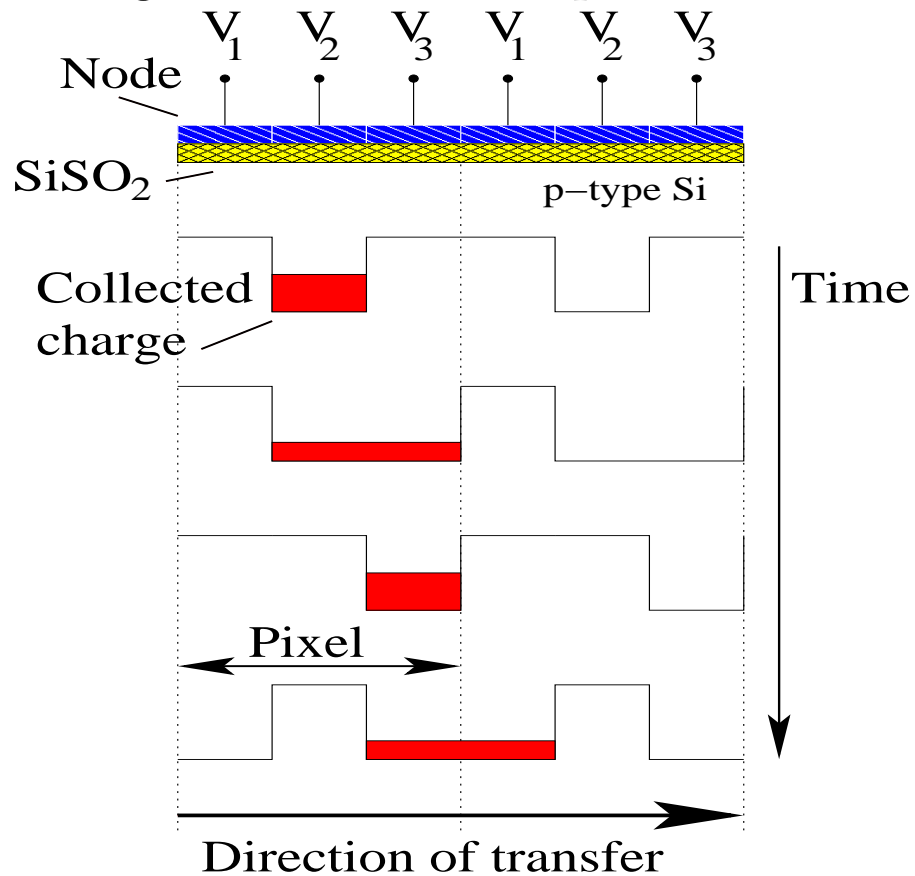 V1 V2 V3 V1 V2 V3
Node
SiSO2
p-type Si
Collected
charge
Time
Pixel
Direction of transfer